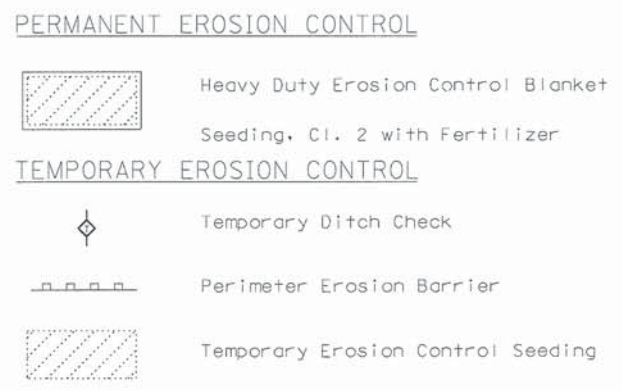 PERMANENT EROSION CONTROL
Heavy Duty Erosion Control Blanket
Seeding, Cl. 2 with Fertilizer
TEMPORARY EROSION CONTROL
T
Temporary Ditch Check
Perimeter Erosion Barrier
Temporary Erosion Control Seeding